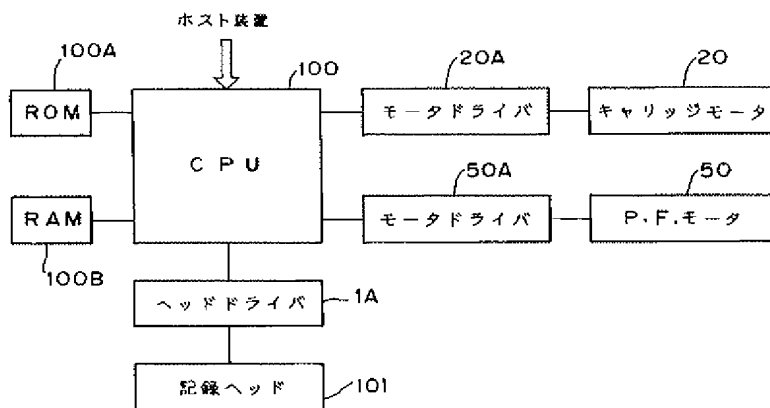 ホスト装置
100A
100
20A
20
ROM
CPU
モータドライバ
キャリッジモータ
50A
50
RAM
モータドライバ
P.F.モータ
100B
1A
ヘッドドライバ
記録ヘッド
101